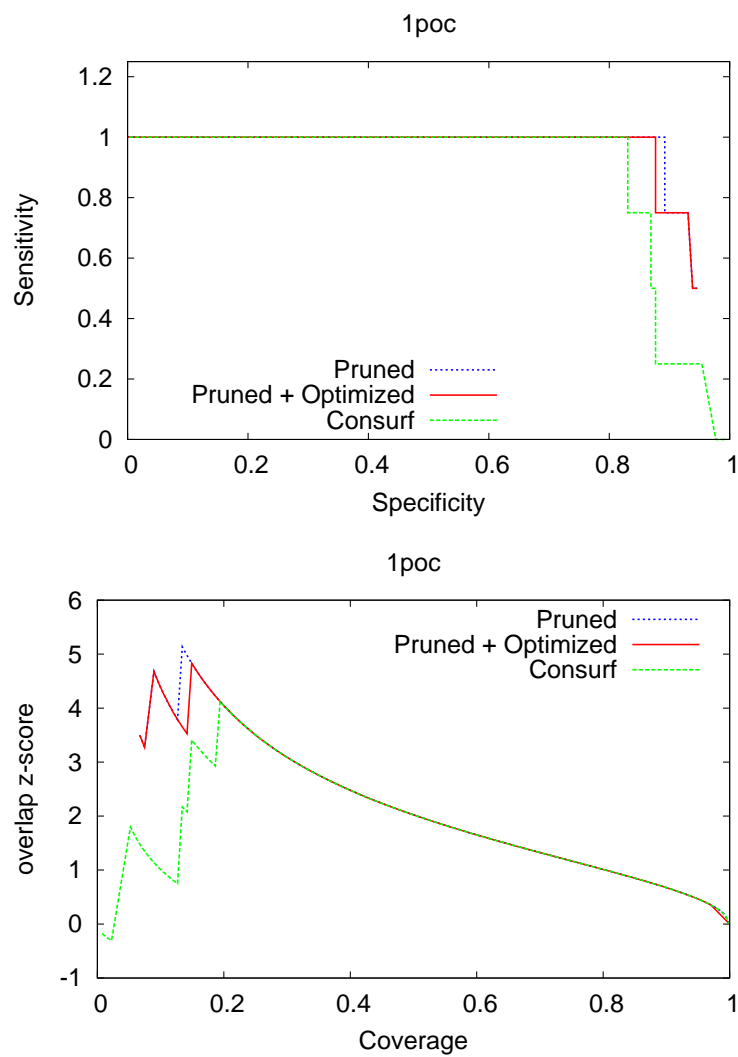 1poc
1.2
1
0.8
0.6
0.4
0.2
0
Sensitivity
Pruned
Pruned + Optimized
Consurf
0 0.2 0.4 0.6 0.8 1
Specificity
1poc
6
5
4
3
2
1
0
-1
overlap z-score
Pruned
Pruned + Optimized
Consurf
0 0.2 0.4 0.6 0.8 1
Coverage